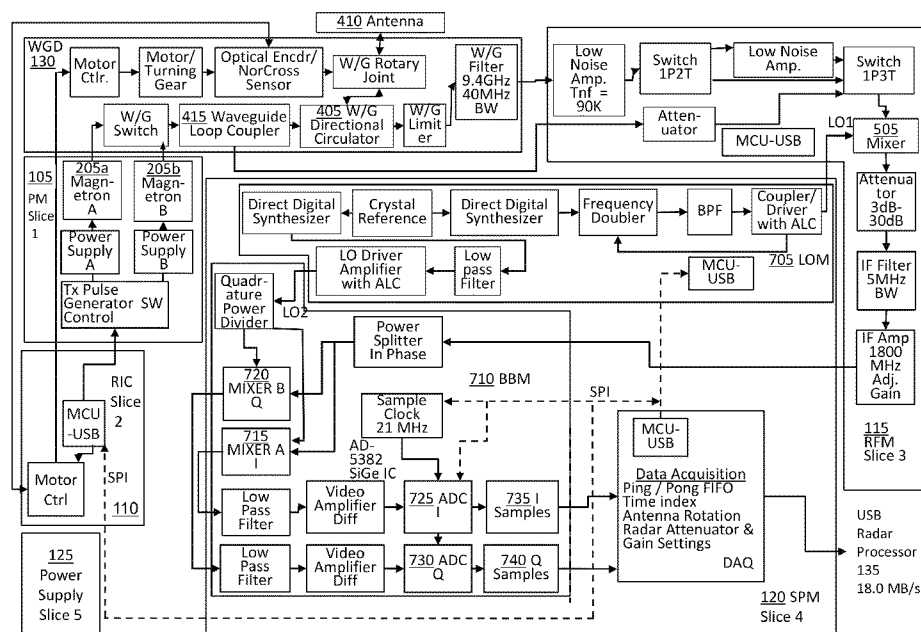 410 Antenna
WGD
130
Motor
Ctlr.
Motor/
Turning
Gear
Optical Encdr/
NorCross
Sensor
W/G Rotary
Joint
W/G
Filter
9.4GHz
40MHz
BW
Low
Noise
Amp.
Tnf =
90K
Switch
1P2T
Low Noise
Amp.
Switch
1P3T
W/G
Switch
415 Waveguide
Loop Coupler
405 W/G
Directional
Circulator
W/G
Limit
er
Atten-
uator
MCU-USB
LO1
505
Mixer
105
PM
Slice
1
205a
Magn-
etron
A
205b
Magn-
etron
B
Power
Supply
A
Power
Supply
B
Tx Pulse
Generator SW
Control
Direct Digital
Synthesizer
Crystal
Reference
Direct Digital
Synthesizer
Frequency
Doubler
BPF
Coupler/
Driver
with ALC
705 LOM
LO Driver
Amplifier
with ALC
Low
pass
Filter
MCU-
USB
Attenua
tor
3dB-
30dB
IF Filter
5MHz
BW
IF Amp
1800
MHz
Adj.
Gain
115
RFM
Slice 3
Quadr-
ature
Power
Divider
LO2
Power
Splitter
In Phase
720
MIXER B
Q
715
MIXER A
I
Sample
Clock
21 MHz
710
BBM
SPI
AD-
5382
SiGe IC
RIC
Slice
2
MCU
-USB
SPI
Motor
Ctrl
110
Low
Pass
Filter
Video
Amplifier
Diff
725 ADC
I
735 I
Samples
Low
Pass
Filter
Video
Amplifier
Diff
730 ADC
Q
740 Q
Samples
MCU-
USB
Data Acquisition
Ping / Pong FIFO
Time index
Antenna Rotation
Radar Attenuator &
Gain Settings
DAQ
USB
Radar
Processor
135
18.0 MB/s
125
Power
Supply
Slice 5
120 SPM
Slice 4